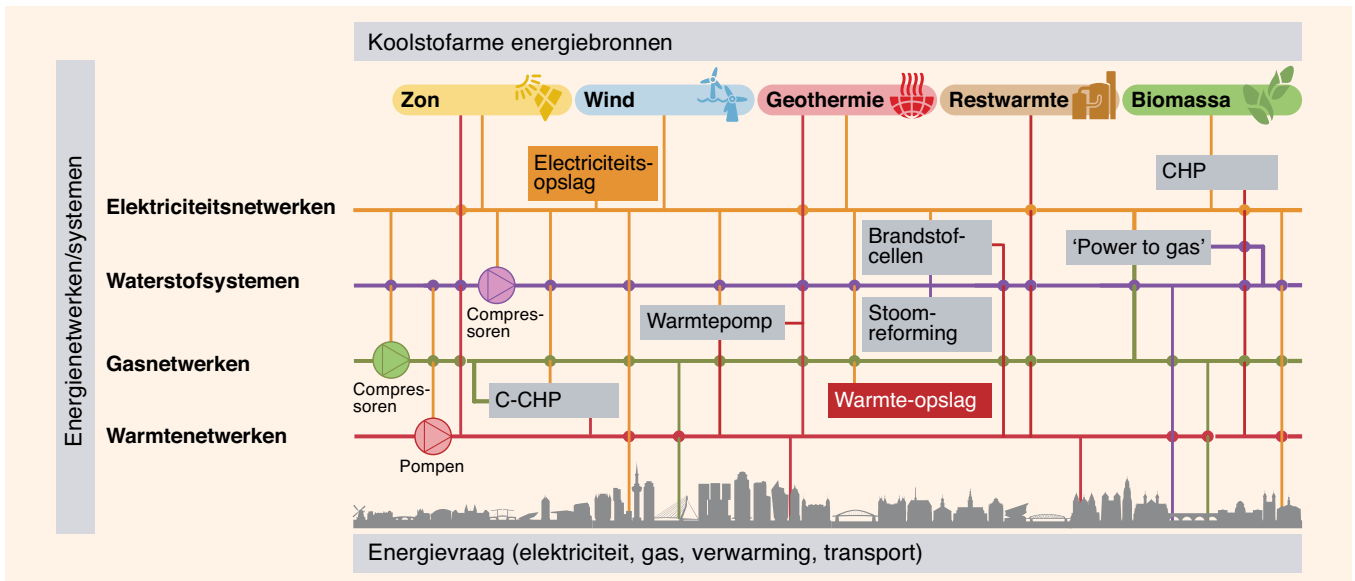 Koolstofarme energiebronnen
Energienetwerken/systemen
Zon
Wind
Geothermie
Restwarmte
Biomassa
Electriciteits-
opslag
CHP
Elektriciteitsnetwerken
Brandstof-
cellen
‘Power to gas’
Waterstofsystemen
Compres-
soren
Warmtepomp
Stoom-
reforming
Gasnetwerken
Compres-
soren
C-CHP
Warmte-opslag
Warmtenetwerken
Pompen
Energievraag (elektriciteit, gas, verwarming, transport)